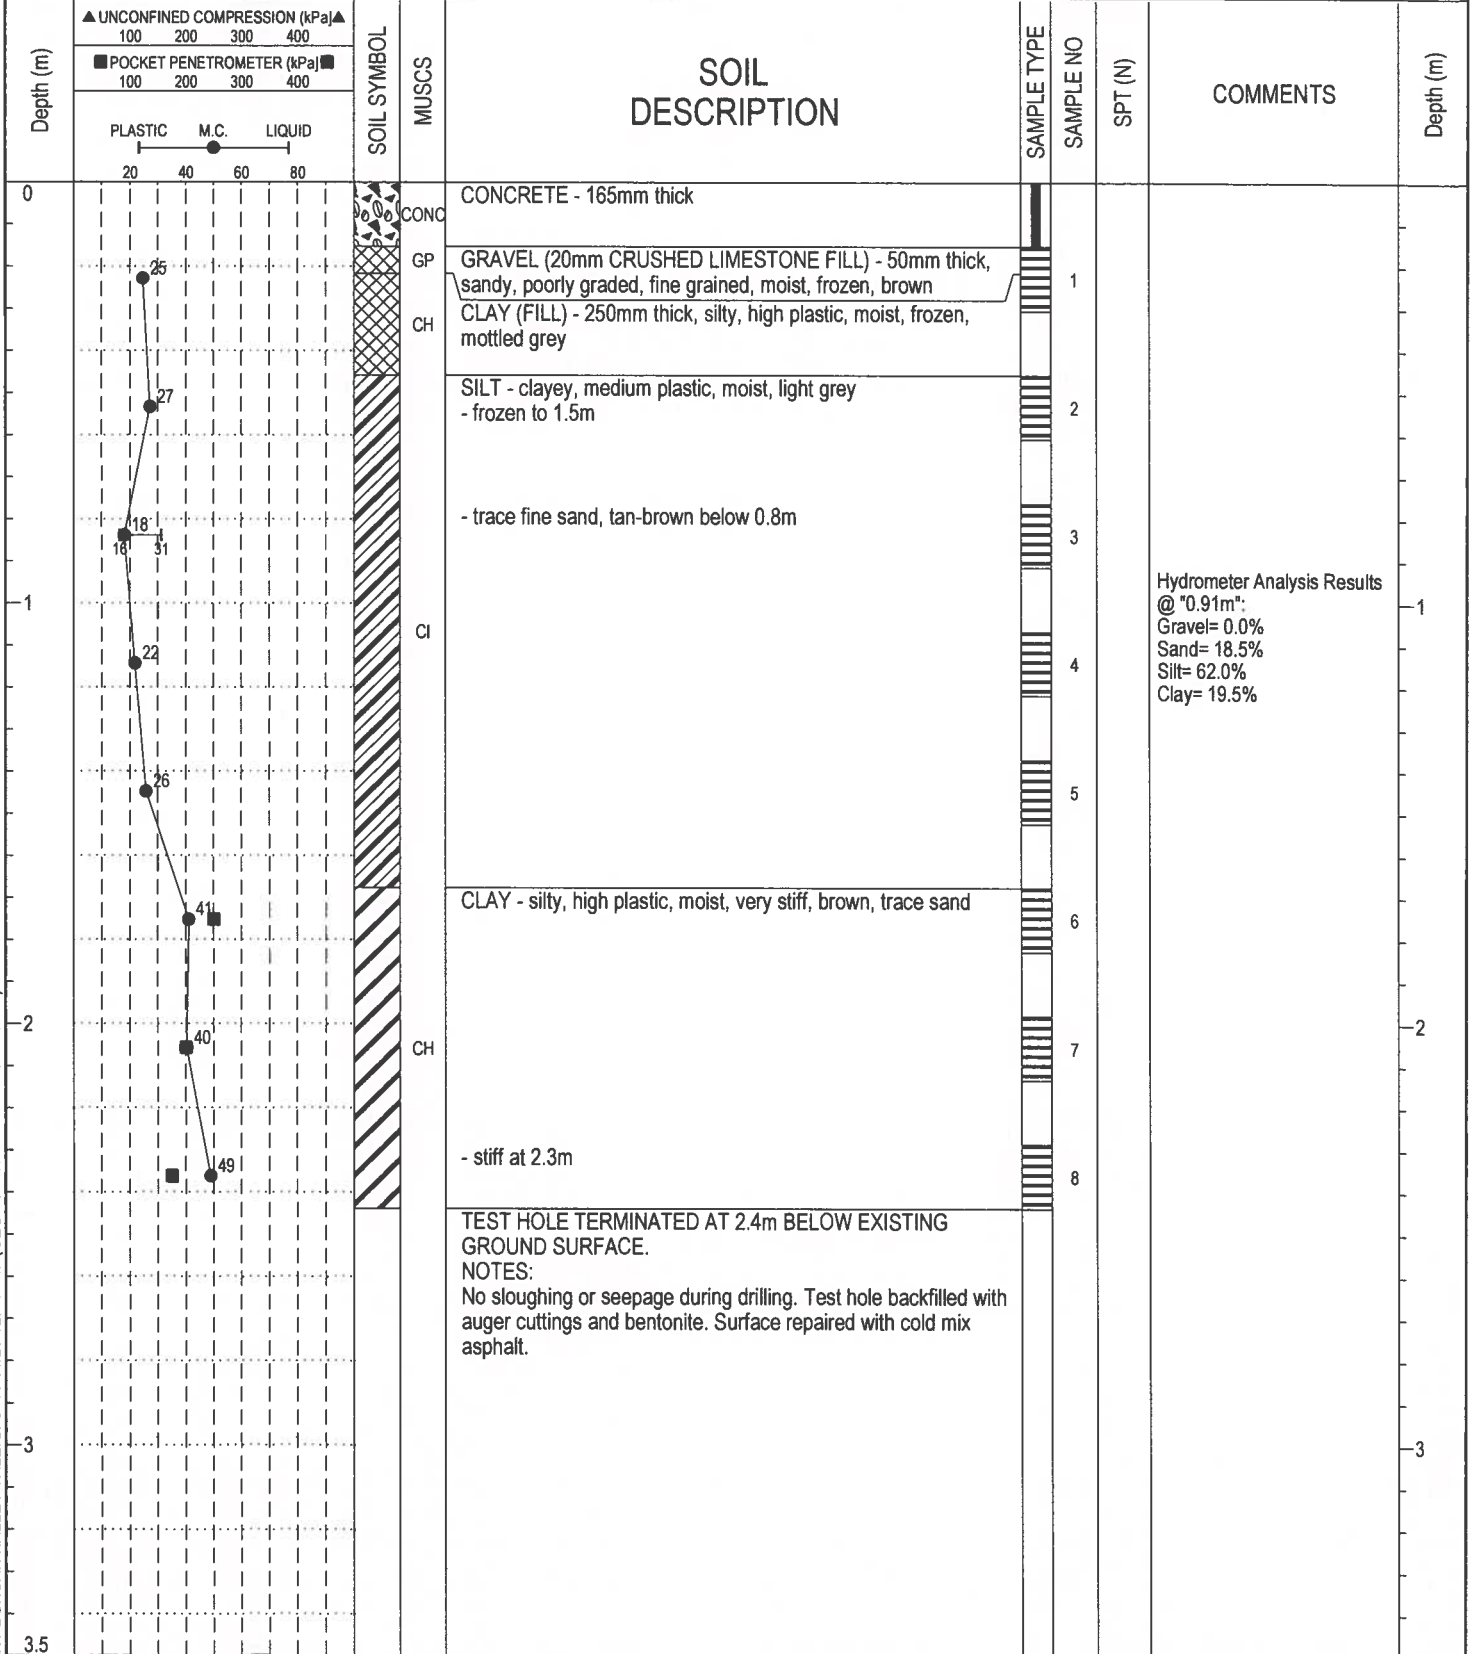 ▲ UNCONFINED COMPRESSION (kPa) ▲
100 200 300 400
■ POCKET PENETROMETER (kPa) ■
100 200 300 400
PLASTIC M.C. LIQUID
20 40 60 80
Depth (m)
SOIL SYMBOL
MUSCS
SOIL
DESCRIPTION
SAMPLE TYPE
SAMPLE NO
SPT (N)
COMMENTS
Depth (m)
0
CONC
CONCRETE - 165mm thick
25
GP
GRAVEL (20mm CRUSHED LIMESTONE FILL) - 50mm thick,
sandy, poorly graded, fine grained, moist, frozen, brown
1
CH
CLAY (FILL) - 250mm thick, silty, high plastic, moist, frozen,
mottled grey
27
SILT - clayey, medium plastic, moist, light grey
- frozen to 1.5m
2
18
16 31
- trace fine sand, tan-brown below 0.8m
3
Hydrometer Analysis Results
@ "0.91m":
Gravel= 0.0%
Sand= 18.5%
Silt= 62.0%
Clay= 19.5%
1
1
CI
22
4
26
5
41
CLAY - silty, high plastic, moist, very stiff, brown, trace sand
6
2
2
40
CH
7
49
- stiff at 2.3m
8
TEST HOLE TERMINATED AT 2.4m BELOW EXISTING
GROUND SURFACE.
NOTES:
No sloughing or seepage during drilling. Test hole backfilled with
auger cuttings and bentonite. Surface repaired with cold mix
asphalt.
3
3
3.5